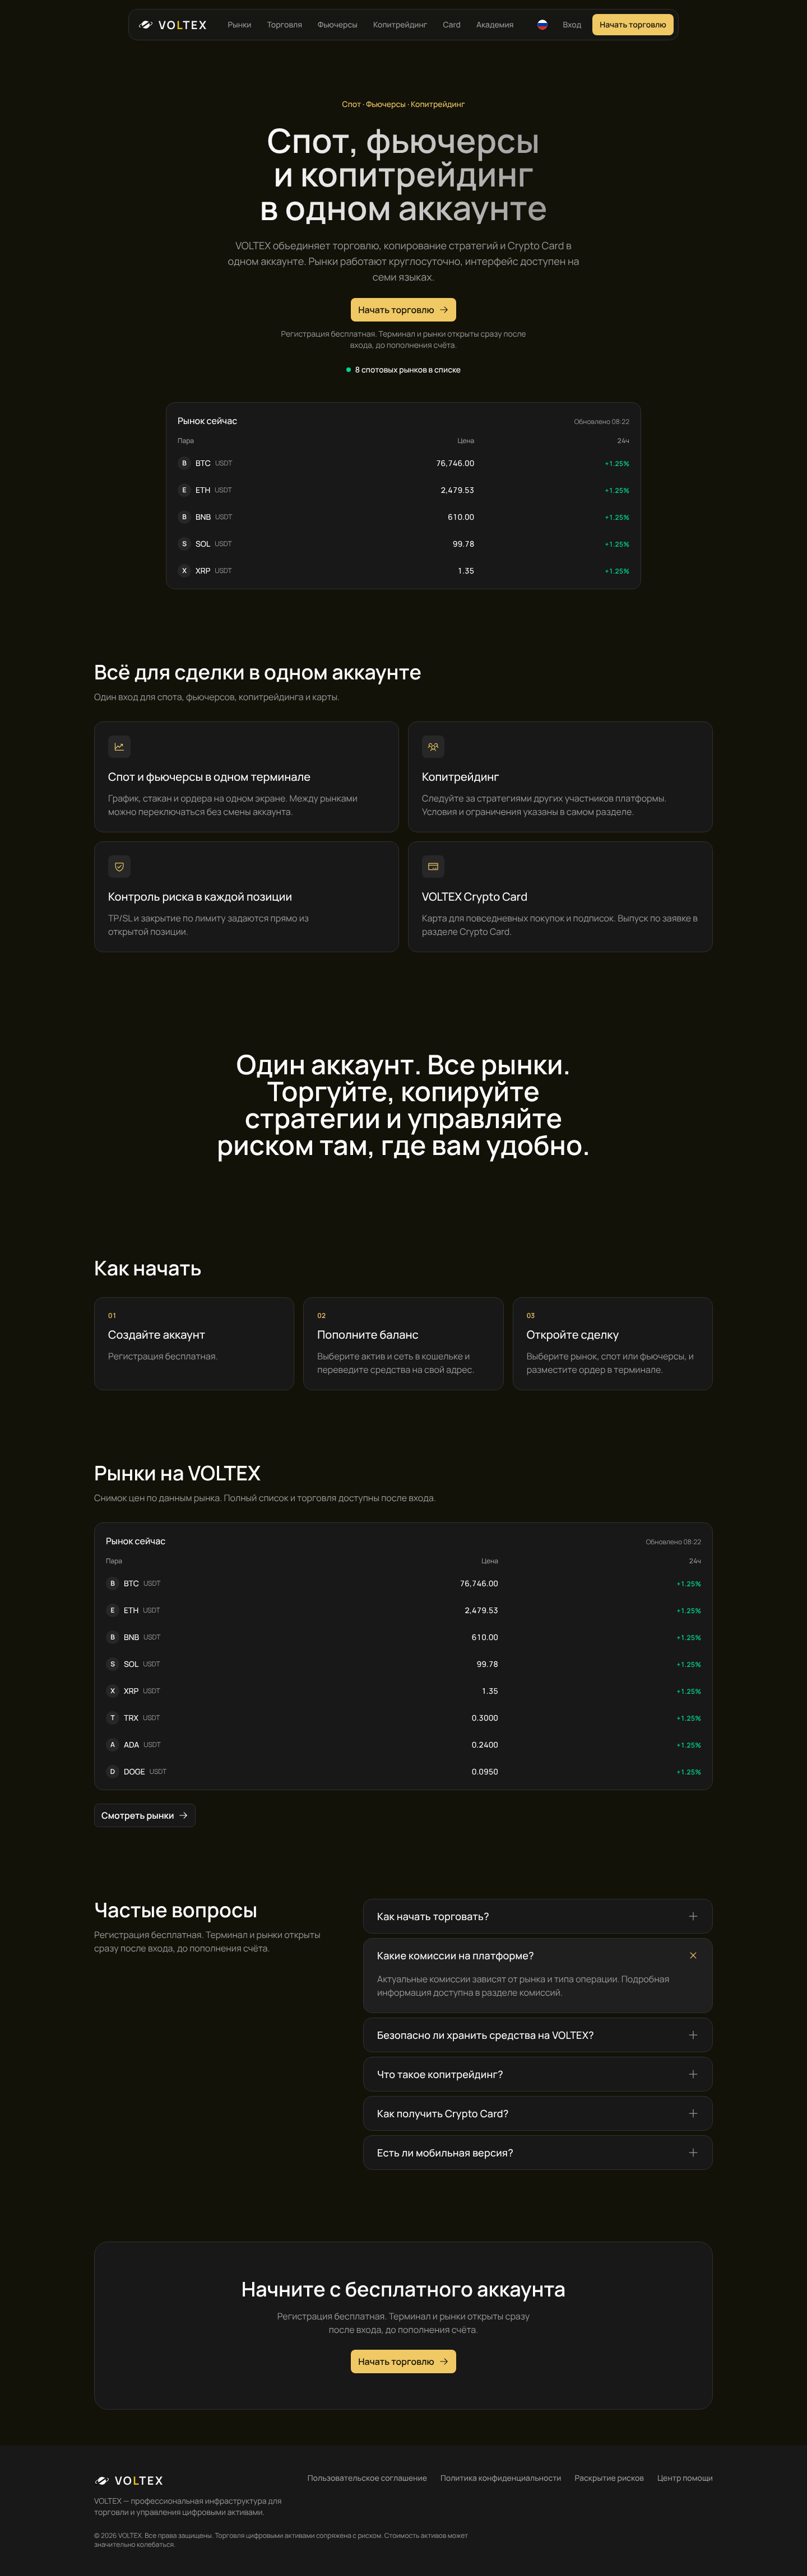 VOLTEX Рынки Торговля Фьючерсы Копитрейдинг Card Академия Вход Начать торговлю
Спот · Фьючерсы · Копитрейдинг
Спот, фьючерсы
и копитрейдинг
в одном аккаунте
VOLTEX объединяет торговлю, копирование стратегий и Crypto Card в
одном аккаунте. Рынки работают круглосуточно, интерфейс доступен на
семи языках.
Начать торговлю
Регистрация бесплатная. Терминал и рынки открыты сразу после
входа, до пополнения счёта.
8 спотовых рынков в списке
Рынок сейчас Обновлено 08:22
Пара Цена 24ч
B BTC USDT 76,746.00 +1.25%
E ETH USDT 2,479.53 +1.25%
B BNB USDT 610.00 +1.25%
S SOL USDT 99.78 +1.25%
X XRP USDT 1.35 +1.25%
Всё для сделки в одном аккаунте
Один вход для спота, фьючерсов, копитрейдинга и карты.
Спот и фьючерсы в одном терминале
График, стакан и ордера на одном экране. Между рынками
можно переключаться без смены аккаунта.
Копитрейдинг
Следуйте за стратегиями других участников платформы.
Условия и ограничения указаны в самом разделе.
Контроль риска в каждой позиции
TP/SL и закрытие по лимиту задаются прямо из
открытой позиции.
VOLTEX Crypto Card
Карта для повседневных покупок и подписок. Выпуск по заявке в
разделе Crypto Card.
Один аккаунт. Все рынки.
Торгуйте, копируйте
стратегии и управляйте
риском там, где вам удобно.
Как начать
01
Создайте аккаунт
Регистрация бесплатная.
02
Пополните баланс
Выберите актив и сеть в кошельке и
переведите средства на свой адрес.
03
Откройте сделку
Выберите рынок, спот или фьючерсы, и
разместите ордер в терминале.
Рынки на VOLTEX
Снимок цен по данным рынка. Полный список и торговля доступны после входа.
Рынок сейчас Обновлено 08:22
Пара Цена 24ч
B BTC USDT 76,746.00 +1.25%
E ETH USDT 2,479.53 +1.25%
B BNB USDT 610.00 +1.25%
S SOL USDT 99.78 +1.25%
X XRP USDT 1.35 +1.25%
T TRX USDT 0.3000 +1.25%
A ADA USDT 0.2400 +1.25%
D DOGE USDT 0.0950 +1.25%
Смотреть рынки
Частые вопросы
Регистрация бесплатная. Терминал и рынки открыты
сразу после входа, до пополнения счёта.
Как начать торговать?
Какие комиссии на платформе?
Актуальные комиссии зависят от рынка и типа операции. Подробная
информация доступна в разделе комиссий.
Безопасно ли хранить средства на VOLTEX?
Что такое копитрейдинг?
Как получить Crypto Card?
Есть ли мобильная версия?
Начните с бесплатного аккаунта
Регистрация бесплатная. Терминал и рынки открыты сразу
после входа, до пополнения счёта.
Начать торговлю
VOLTEX
VOLTEX — профессиональная инфраструктура для
торговли и управления цифровыми активами.
Пользовательское соглашение Политика конфиденциальности Раскрытие рисков Центр помощи
© 2026 VOLTEX. Все права защищены. Торговля цифровыми активами сопряжена с риском. Стоимость активов может
значительно колебаться.